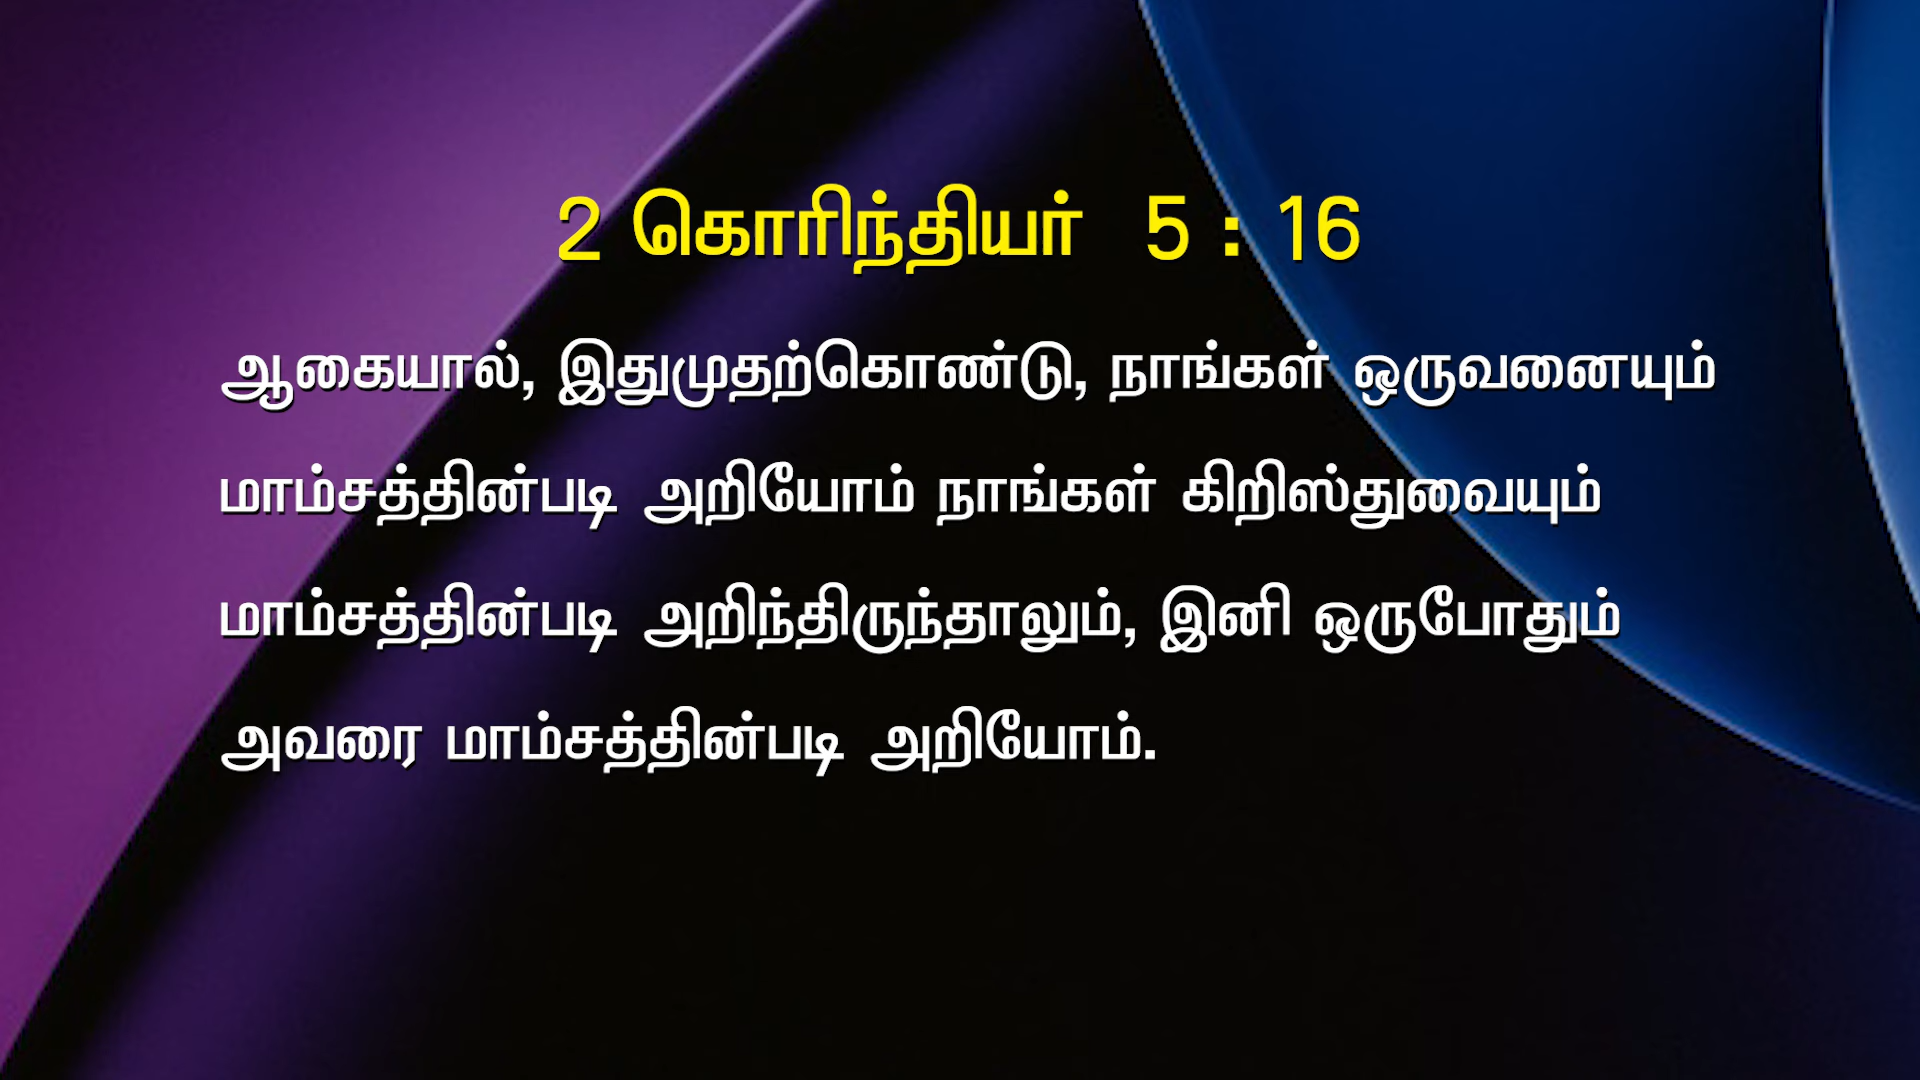 2 கொரிந்தியர் 5 : 16
ஆகையால், இதுமுதற்கொண்டு, நாங்கள் ஒருவனையும்
மாம்சத்தின்படி அறியோம் நாங்கள் கிறிஸ்துவையும்
மாம்சத்தின்படி அறிந்திருந்தாலும், இனி ஒருபோதும்
அவரை மாம்சத்தின்படி அறியோம்.